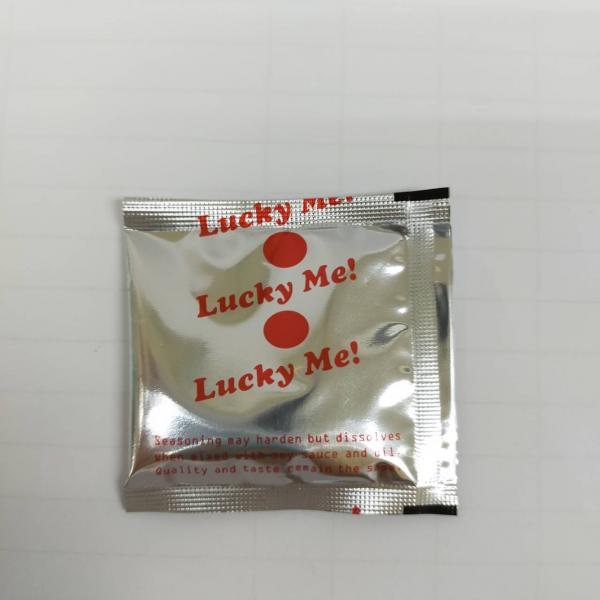 Lucky Me!
Lucky Me!
Lucky Me!
Seasoning may harden but dissolves
when mixed with soy sauce and oil.
Quality and taste remain the same.